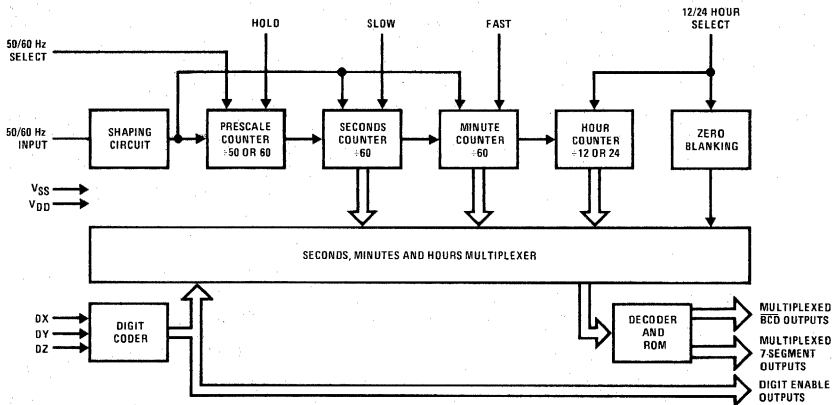 HOLD
SLOW
FAST
12/24 HOUR
SELECT
50/60 Hz
SELECT
50/60 Hz
INPUT
SHAPING
CIRCUIT
PRESCALE
COUNTER
÷50 OR 60
SECONDS
COUNTER
÷60
MINUTE
COUNTER
÷60
HOUR
COUNTER
÷12 OR 24
ZERO
BLANKING
VSS
VDD
SECONDS, MINUTES AND HOURS MULTIPLEXER
DX
DY
DZ
DIGIT
CODER
DECODER
AND
ROM
MULTIPLEXED
B̅C̅D̅ OUTPUTS
MULTIPLEXED
7-SEGMENT
OUTPUTS
DIGIT ENABLE
OUTPUTS